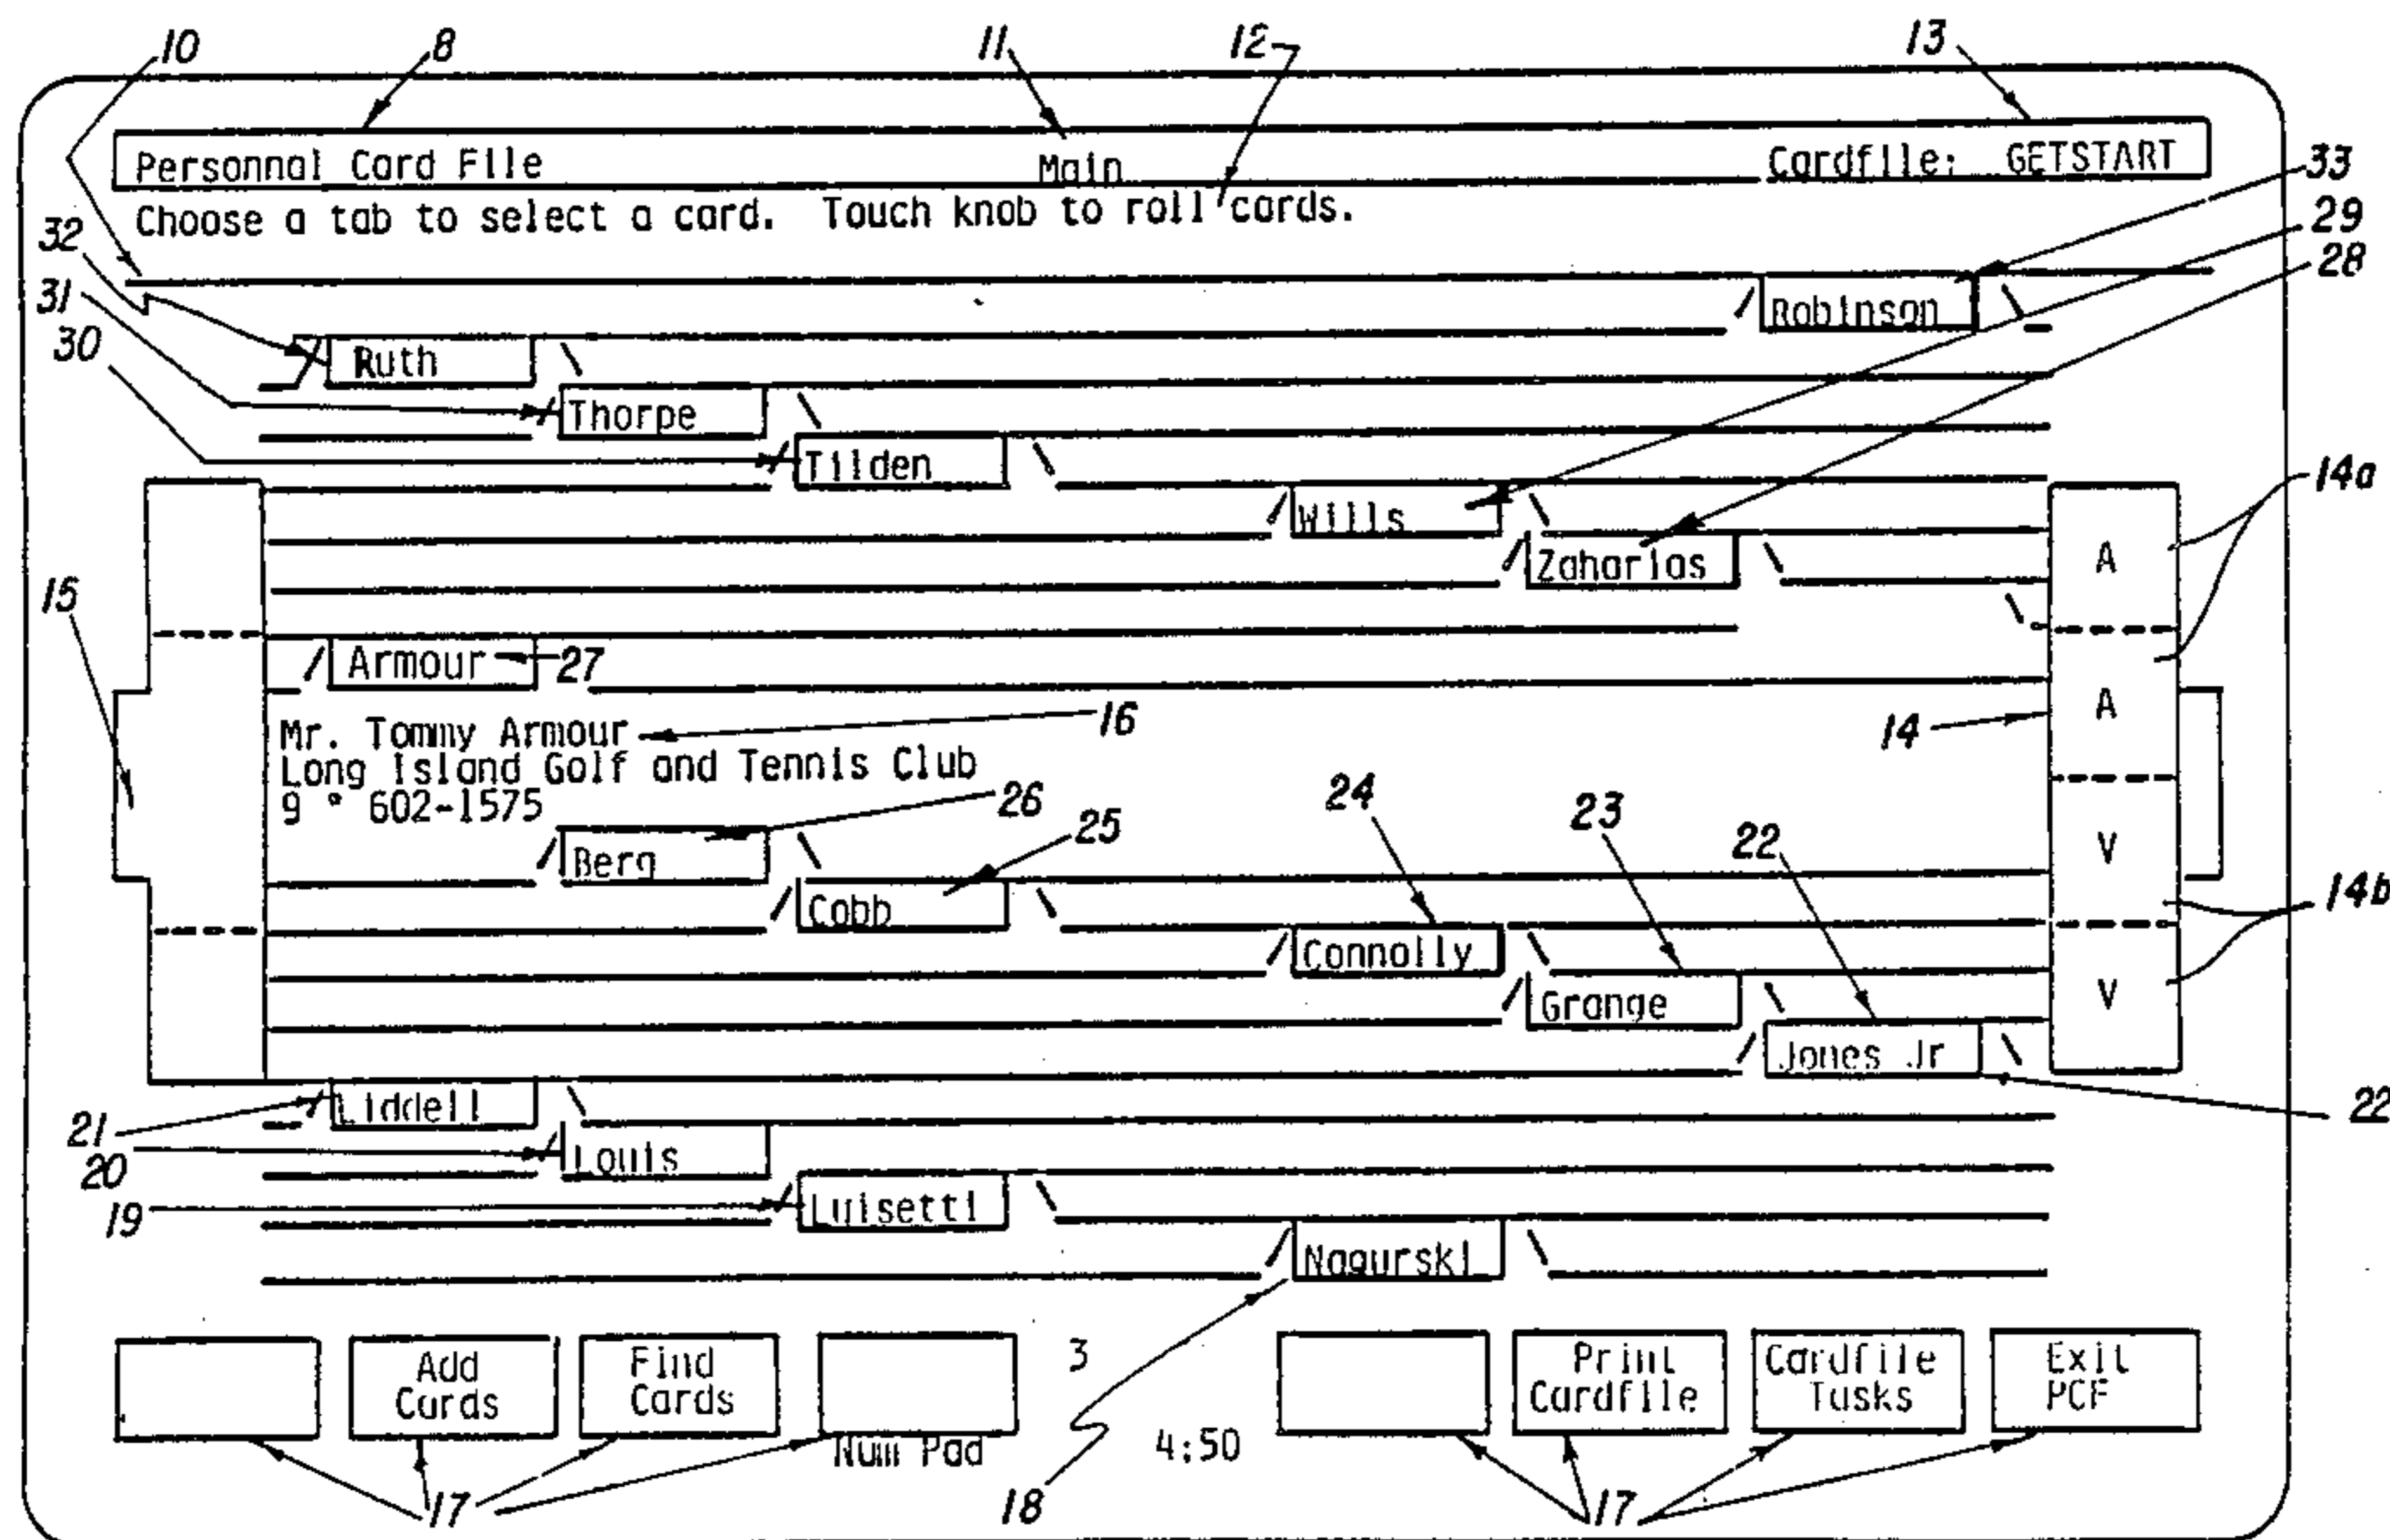 10 8 11 12 13
Personnal Card File Main Cardfile: GETSTART
33
Choose a tab to select a card. Touch knob to roll cards.
29
32
28
31
Robinson
30
Ruth
Thorpe
Tilden
14a
Wills
A
Zaharias
15
Armour 27
A
16
14
Mr. Tommy Armour
Long Island Golf and Tennis Club
9 * 602-1575
26 24 23
25 22
Berg
V
Cobb
14b
Connolly
Grange
V
Jones Jr
Liddell
22
21
Louis
20
Luisetti
19
Nagurski
3
Add Cards
Find Cards
Print Cardfile
Cardfile Tasks
Exit PCF
Num Pad
4:50
17 18 17